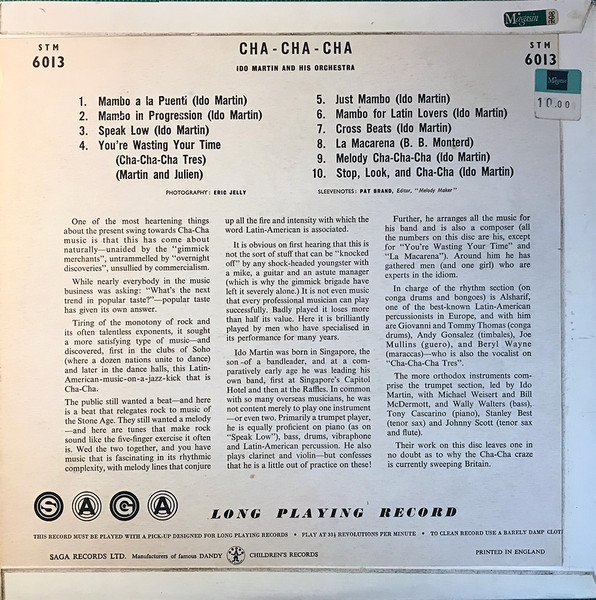 Magasin
STM
6013
CHA - CHA - CHA
IDO MARTIN AND HIS ORCHESTRA
STM
6013
Magasin
10.00
1. Mambo a la Puenti (Ido Martin)
2. Mambo in Progression (Ido Martin)
3. Speak Low (Ido Martin)
4. You're Wasting Your Time
(Cha-Cha-Cha Tres)
(Martin and Julien)
5. Just Mambo (Ido Martin)
6. Mambo for Latin Lovers (Ido Martin)
7. Cross Beats (Ido Martin)
8. La Macarena (B. B. Monterd)
9. Melody Cha-Cha-Cha (Ido Martin)
10. Stop, Look, and Cha-Cha (Ido Martin)
PHOTOGRAPHY: ERIC JELLY
SLEEVENOTES: PAT BRAND, Editor, "Melody Maker"
One of the most heartening things
about the present swing towards Cha-Cha
music is that this has come about
naturally—unaided by the "gimmick
merchants", untrammelled by "overnight
discoveries", unsullied by commercialism.
While nearly everybody in the music
business was asking: "What's the next
trend in popular taste?"—popular taste
has given its own answer.
Tiring of the monotony of rock and
its often talentless exponents, it sought
a more satisfying type of music—and
discovered, first in the clubs of Soho
(where a dozen nations unite to dance)
and later in the dance halls, this Latin-
American-music-on-a-jazz-kick that is
Cha-Cha.
The public still wanted a beat—and here
is a beat that relegates rock to music of
the Stone Age. They still wanted a melody
—and here are tunes that make rock
sound like the five-finger exercise it often
is. Wed the two together, and you have
music that is fascinating in its rhythmic
complexity, with melody lines that conjure
up all the fire and intensity with which the
word Latin-American is associated.
It is obvious on first hearing that this is
not the sort of stuff that can be "knocked
off" by any shock-headed youngster with
a mike, a guitar and an astute manager
(which is why the gimmick brigade have
left it severely alone.) It is not even music
that every professional musician can play
successfully. Badly played it loses more
than half its value. Here it is brilliantly
played by men who have specialised in
its performance for many years.
Ido Martin was born in Singapore, the
son of a bandleader, and at a com-
paratively early age he was leading his
own band, first at Singapore's Capitol
Hotel and then at the Raffles. In common
with so many overseas musicians, he was
not content merely to play one instrument
—or even two. Primarily a trumpet player,
he is equally proficient on piano (as on
"Speak Low"), bass, drums, vibraphone
and Latin-American percussion. He also
plays clarinet and violin—but confesses
that he is a little out of practice on these!
Further, he arranges all the music for
his band and is also a composer (all
the numbers on this disc are his, except
for "You're Wasting Your Time" and
"La Macarena"). Around him he has
gathered men (and one girl) who are
experts in the idiom.
In charge of the rhythm section (on
conga drums and bongoes) is Alsharif,
one of the best-known Latin-American
percussionists in Europe, and with him
are Giovanni and Tommy Thomas (conga
drums), Andy Gonsalez (timbales), Joe
Mullins (guero), and Beryl Wayne
(maraccas)—who is also the vocalist on
"Cha-Cha-Cha Tres".
The more orthodox instruments com-
prise the trumpet section, led by Ido
Martin, with Michael Weisert and Bill
McDermott, and Wally Walters (bass),
Tony Cascarino (piano), Stanley Best
(tenor sax) and Johnny Scott (tenor sax
and flute).
Their work on this disc leaves one in
no doubt as to why the Cha-Cha craze
is currently sweeping Britain.
SAGA LONG PLAYING RECORD
THIS RECORD MUST BE PLAYED WITH A PICK-UP DESIGNED FOR LONG PLAYING RECORDS • PLAY AT 33⅓ REVOLUTIONS PER MINUTE • TO CLEAN RECORD USE A BARELY DAMP CLOTH
SAGA RECORDS LTD. Manufacturers of famous DANDY CHILDREN'S RECORDS
PRINTED IN ENGLAND